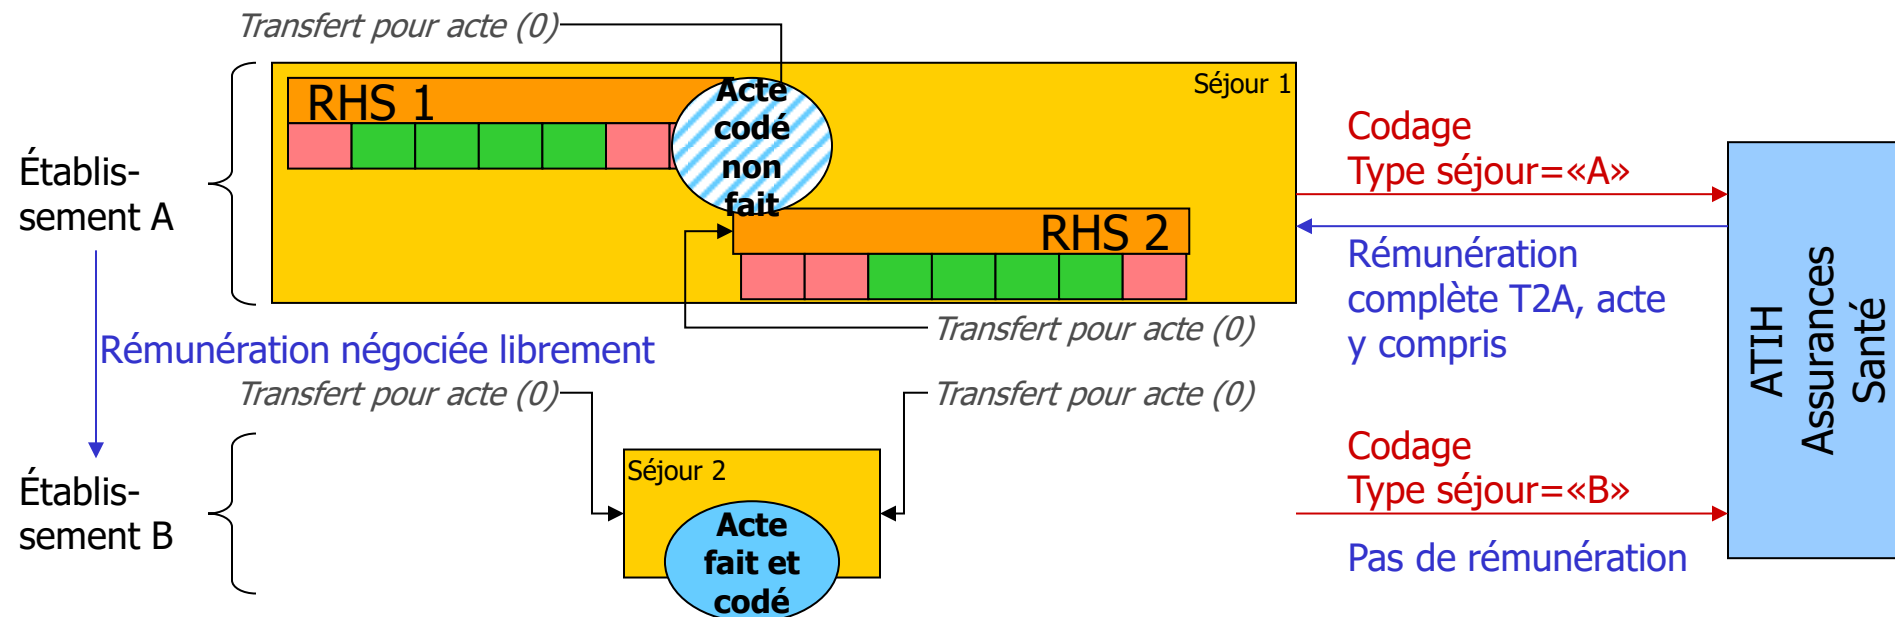 Transfert pour acte (0)
Séjour 1
RHS 1
Acte
codé
non
fait
Établis-
sement A
RHS 2
Codage
Type séjour=«A»
Rémunération
complète T2A, acte
y compris
Transfert pour acte (0)
Rémunération négociée librement
Transfert pour acte (0)
Transfert pour acte (0)
Séjour 2
Acte
fait et
codé
Établis-
sement B
Codage
Type séjour=«B»
Pas de rémunération
ATIH
Assurances
Santé